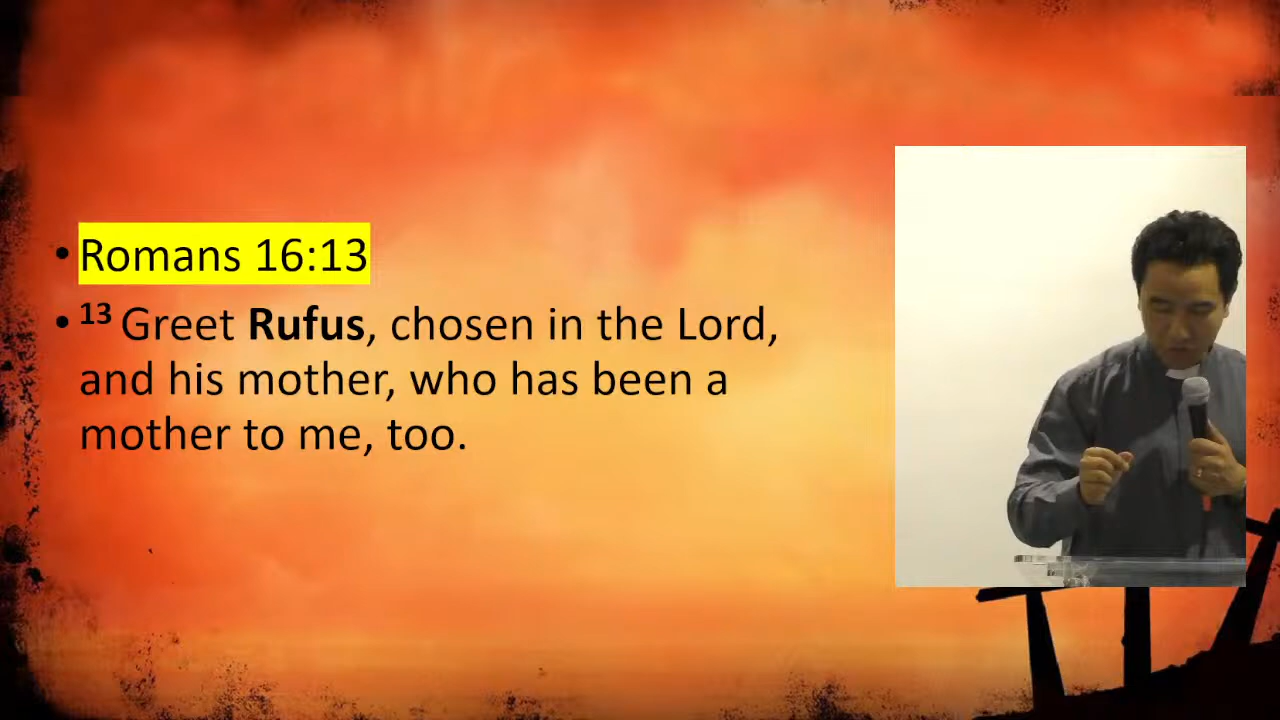 • Romans 16:13
• 13 Greet Rufus, chosen in the Lord,
and his mother, who has been a
mother to me, too.